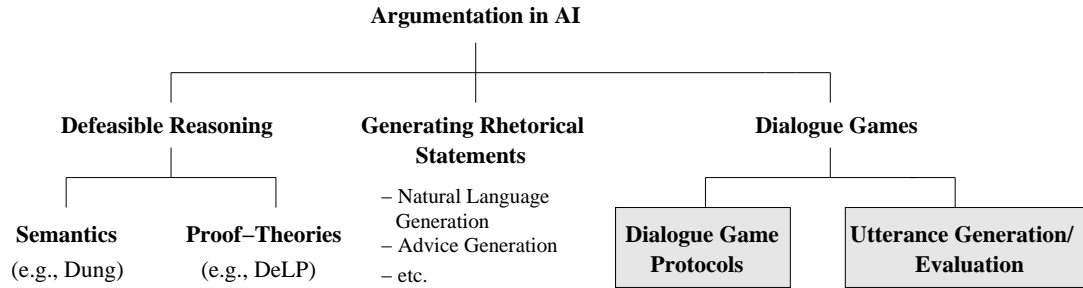 Argumentation in AI
Defeasible Reasoning
Generating Rhetorical
Statements
Dialogue Games
– Natural Language
Generation
– Advice Generation
– etc.
Semantics
(e.g., Dung)
Proof−Theories
(e.g., DeLP)
Dialogue Game
Protocols
Utterance Generation/
Evaluation